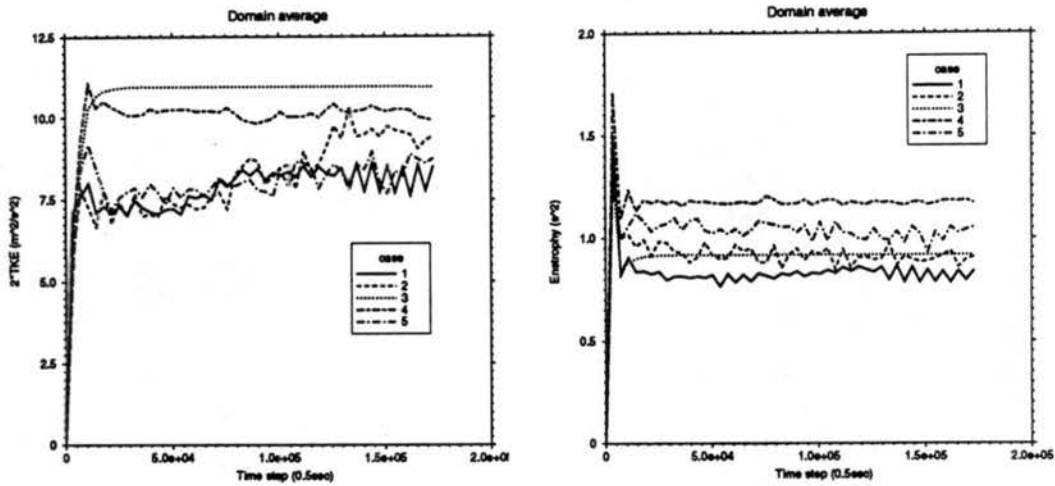 Domain average
12.5
10.0
7.5
5.0
2.5
0
2*TKE (m^2/s^2)
case
1
2
3
4
5
0
5.0e+04
1.0e+05
1.5e+05
2.0e+0
Time step (0.5sec)
Domain average
2.0
1.5
1.0
0.5
0
Enstrophy (s^2)
case
1
2
3
4
5
0
5.0e+04
1.0e+05
1.5e+05
2.0e+05
Time step (0.5sec)